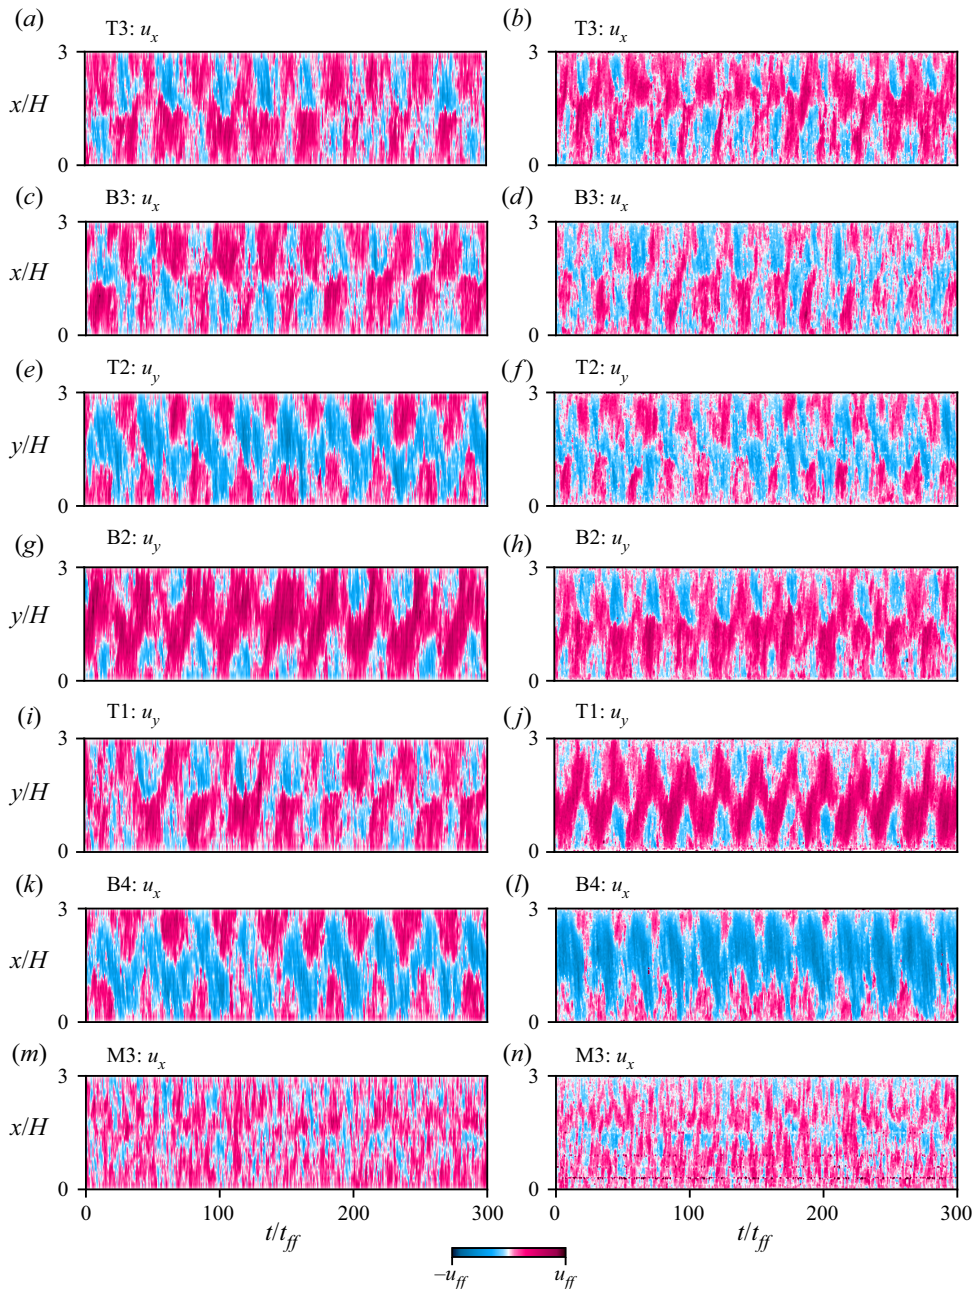 (a) T3: u_x (b) T3: u_x
3 3
x/H
0 0
(c) B3: u_x (d) B3: u_x
3 3
x/H
0 0
(e) T2: u_y (f) T2: u_y
3 3
y/H
0 0
(g) B2: u_y (h) B2: u_y
3 3
y/H
0 0
(i) T1: u_y (j) T1: u_y
3 3
y/H
0 0
(k) B4: u_x (l) B4: u_x
3 3
x/H
0 0
(m) M3: u_x (n) M3: u_x
3 3
x/H
0 0
0 100 200 300 0 100 200 300
t/t_ff t/t_ff
–u_ff u_ff